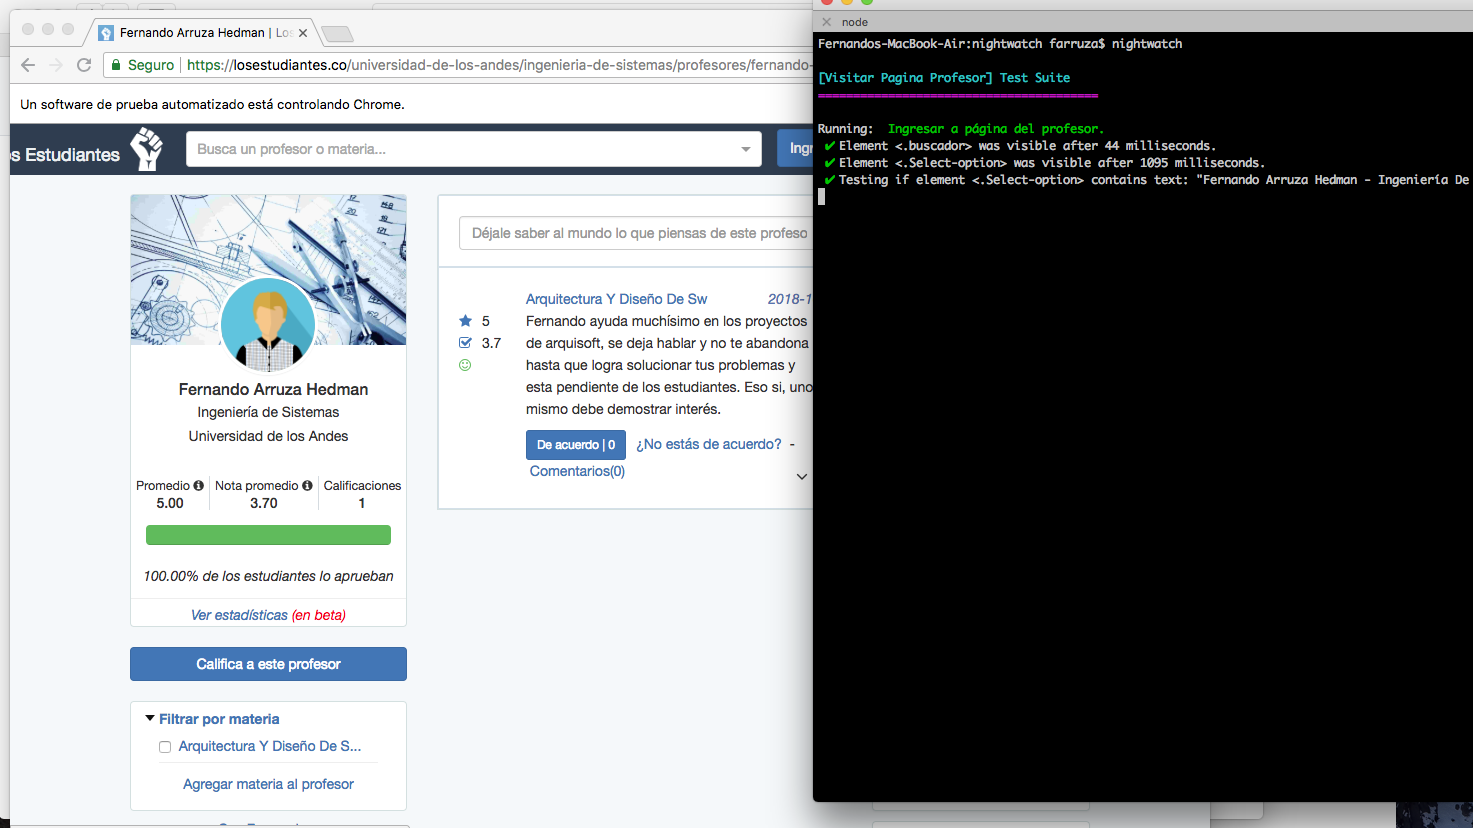 Fernando Arruza Hedman | Los
Seguro
https://losestudiantes.co/universidad-de-los-andes/ingenieria-de-sistemas/profesores/fernando-
Un software de prueba automatizado está controlando Chrome.
os Estudiantes
Busca un profesor o materia...
Ingr
Fernando Arruza Hedman
Ingeniería de Sistemas
Universidad de los Andes
Promedio Nota promedio Calificaciones
5.00 3.70 1
100.00% de los estudiantes lo aprueban
Ver estadísticas (en beta)
Califica a este profesor
Filtrar por materia
Arquitectura Y Diseño De S...
Agregar materia al profesor
Déjale saber al mundo lo que piensas de este profeso
Arquitectura Y Diseño De Sw 2018-1
5
3.7
Fernando ayuda muchísimo en los proyectos
de arquisoft, se deja hablar y no te abandona
hasta que logra solucionar tus problemas y
esta pendiente de los estudiantes. Eso si, uno
mismo debe demostrar interés.
De acuerdo | 0 ¿No estás de acuerdo? -
Comentarios(0)
node
Fernandos-MacBook-Air:nightwatch farruza$ nightwatch
[Visitar Pagina Profesor] Test Suite
Running: Ingresar a página del profesor.
✔ Element <.buscador> was visible after 44 milliseconds.
✔ Element <.Select-option> was visible after 1095 milliseconds.
✔ Testing if element <.Select-option> contains text: "Fernando Arruza Hedman - Ingeniería De